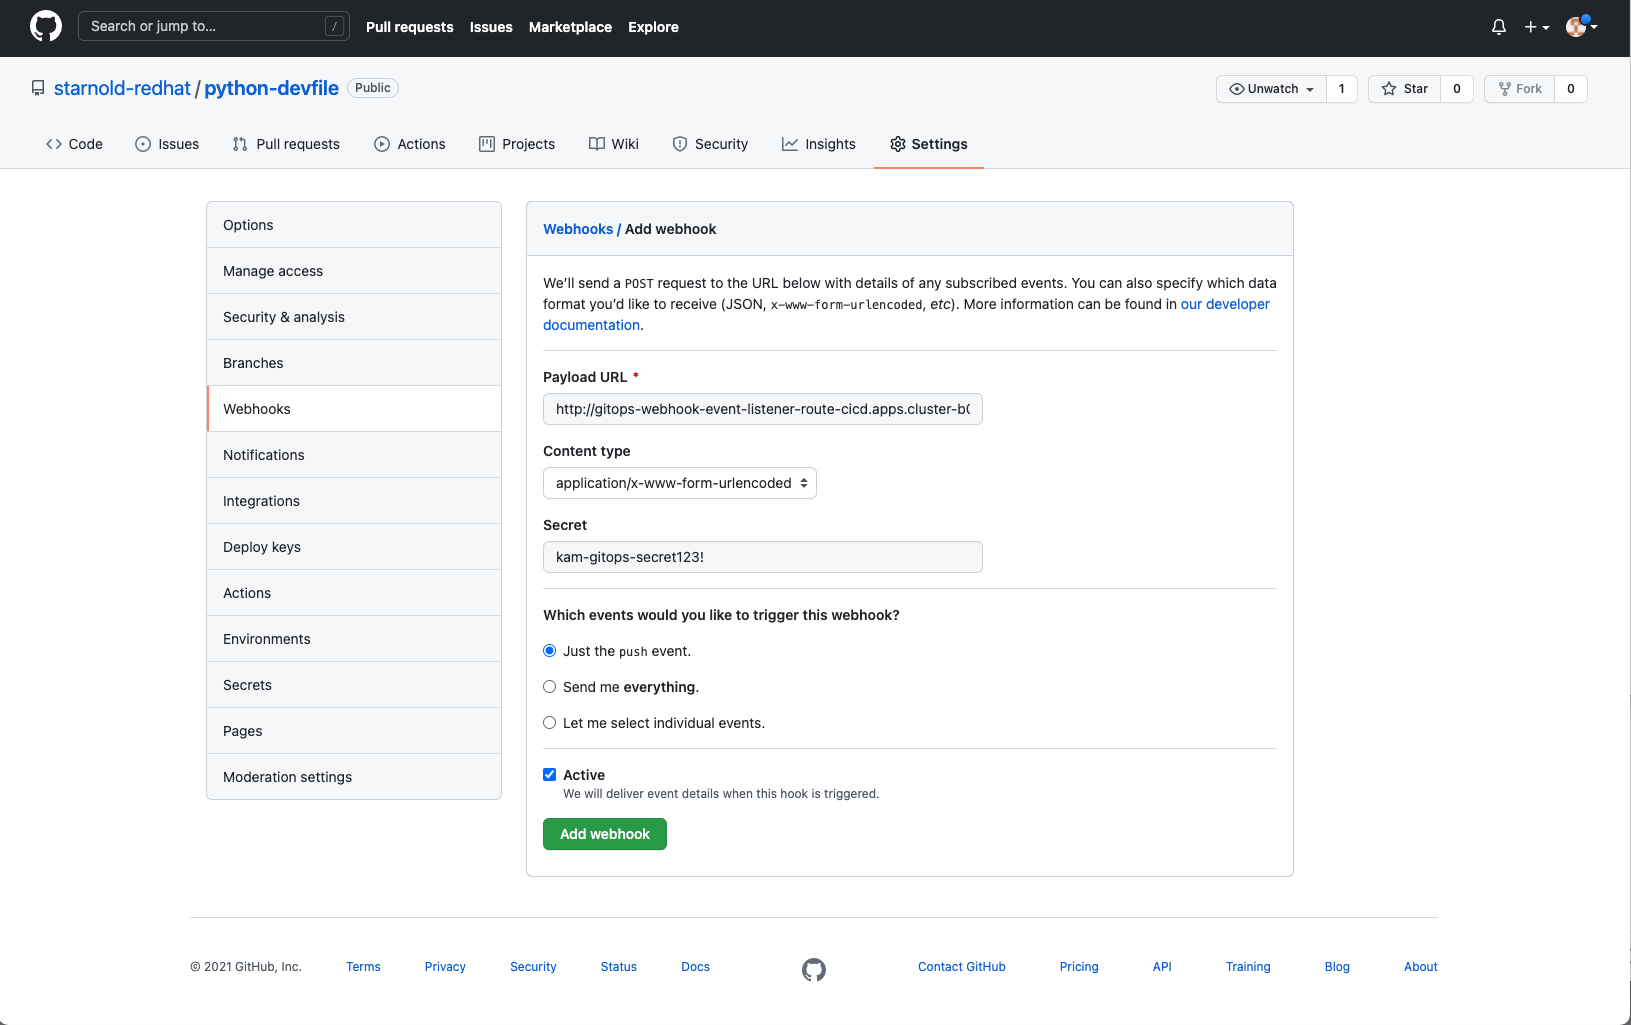 Search or jump to... /
Pull requests Issues Marketplace Explore
starnold-redhat / python-devfile Public
Unwatch 1 Star 0 Fork 0
Code Issues Pull requests Actions Projects Wiki Security Insights Settings
Options
Manage access
Security & analysis
Branches
Webhooks
Notifications
Integrations
Deploy keys
Actions
Environments
Secrets
Pages
Moderation settings
Webhooks / Add webhook
We’ll send a POST request to the URL below with details of any subscribed events. You can also specify which data
format you’d like to receive (JSON, x-www-form-urlencoded, etc). More information can be found in our developer
documentation.
Payload URL *
http://gitops-webhook-event-listener-route-cicd.apps.cluster-b
Content type
application/x-www-form-urlencoded
Secret
kam-gitops-secret123!
Which events would you like to trigger this webhook?
Just the push event.
Send me everything.
Let me select individual events.
Active
We will deliver event details when this hook is triggered.
Add webhook
© 2021 GitHub, Inc. Terms Privacy Security Status Docs Contact GitHub Pricing API Training Blog About